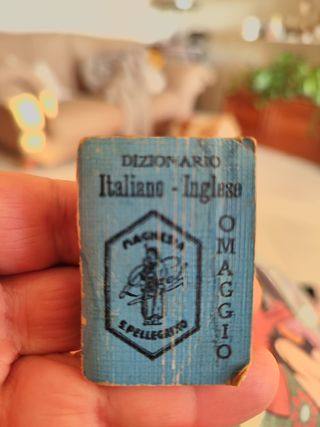 DIZIONARIO
Italiano - Inglese
MAGNESIA
S. PELLEGRINO
OMAGGIO